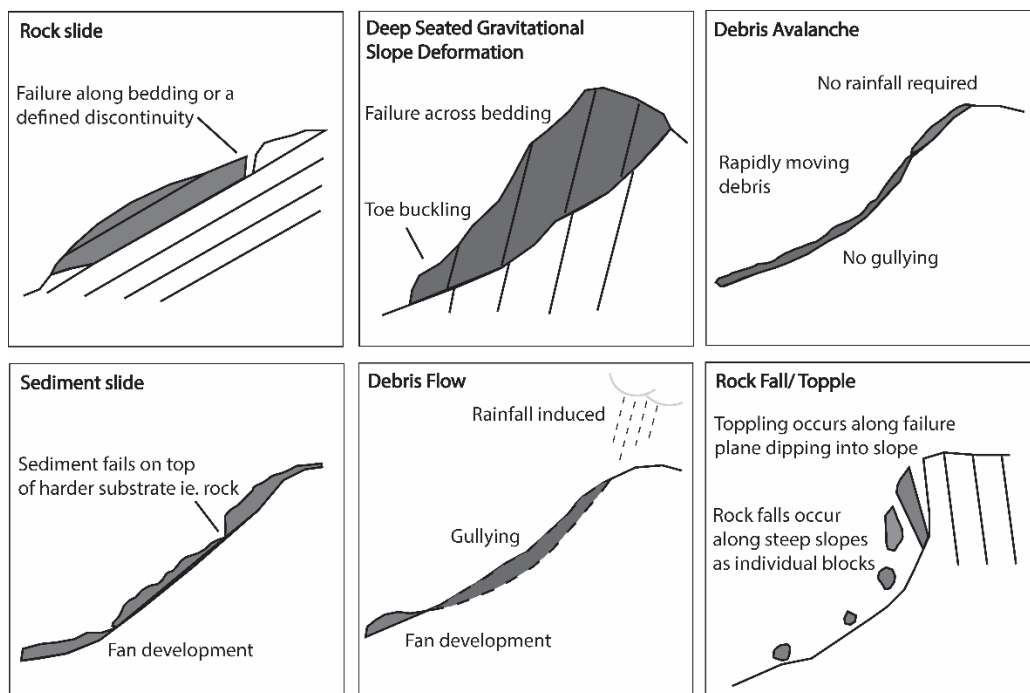 Rock slide
Failure along bedding or a
defined discontinuity
Deep Seated Gravitational
Slope Deformation
Failure across bedding
Toe buckling
Debris Avalanche
No rainfall required
Rapidly moving
debris
No gullying
Sediment slide
Sediment fails on top
of harder substrate ie. rock
Fan development
Debris Flow
Rainfall induced
Gullying
Fan development
Rock Fall/ Topple
Toppling occurs along failure
plane dipping into slope
Rock falls occur
along steep slopes
as individual blocks